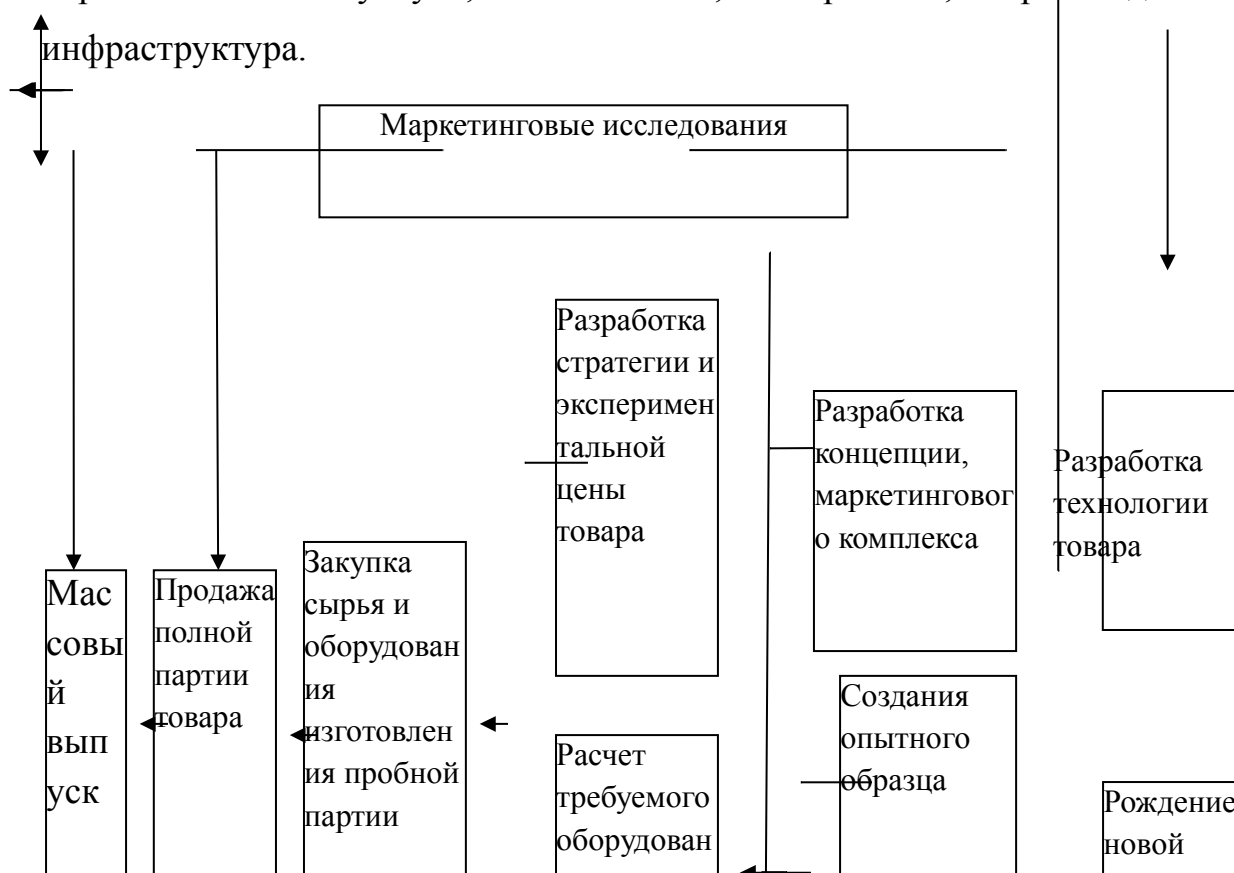 инфраструктура.
Маркетинговые исследования
Разработка
стратегии и
эксперимен
тальной
цены
товара
Разработка
концепции,
маркетинговог
о комплекса
Разработка
технологии
товара
Мас
совы
й
вып
уск
Продажа
полной
партии
товара
Закупка
сырья и
оборудован
ия
изготовлен
ия пробной
партии
Расчет
требуемого
оборудован
Создания
опытного
образца
Рождение
новой